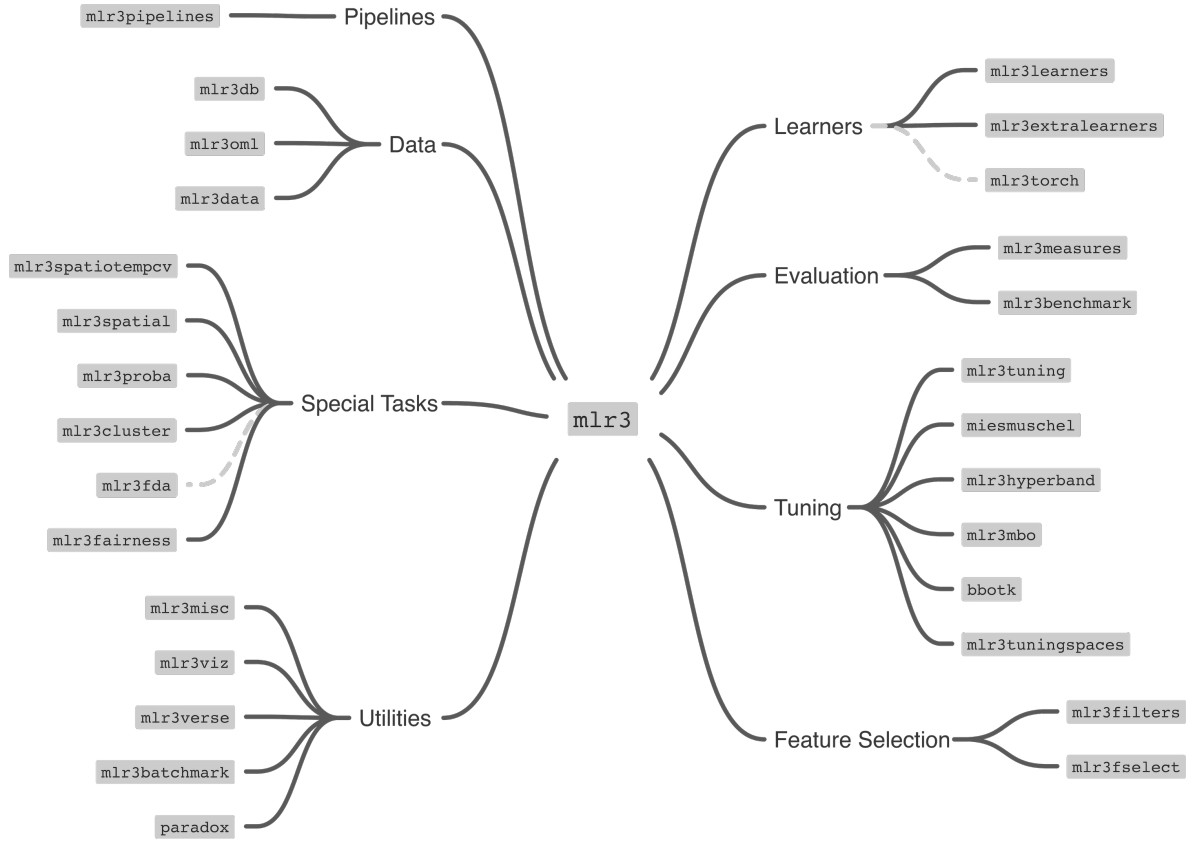 mlr3pipelines
Pipelines
mlr3db
mlr3oml
mlr3data
Data
mlr3spatiotempcv
mlr3spatial
mlr3proba
mlr3cluster
mlr3fda
mlr3fairness
Special Tasks
mlr3misc
mlr3viz
mlr3verse
mlr3batchmark
paradox
Utilities
mlr3
Learners
mlr3learners
mlr3extralearners
mlr3torch
Evaluation
mlr3measures
mlr3benchmark
Tuning
mlr3tuning
miesmuschel
mlr3hyperband
mlr3mbo
bbotk
mlr3tuningspaces
Feature Selection
mlr3filters
mlr3fselect